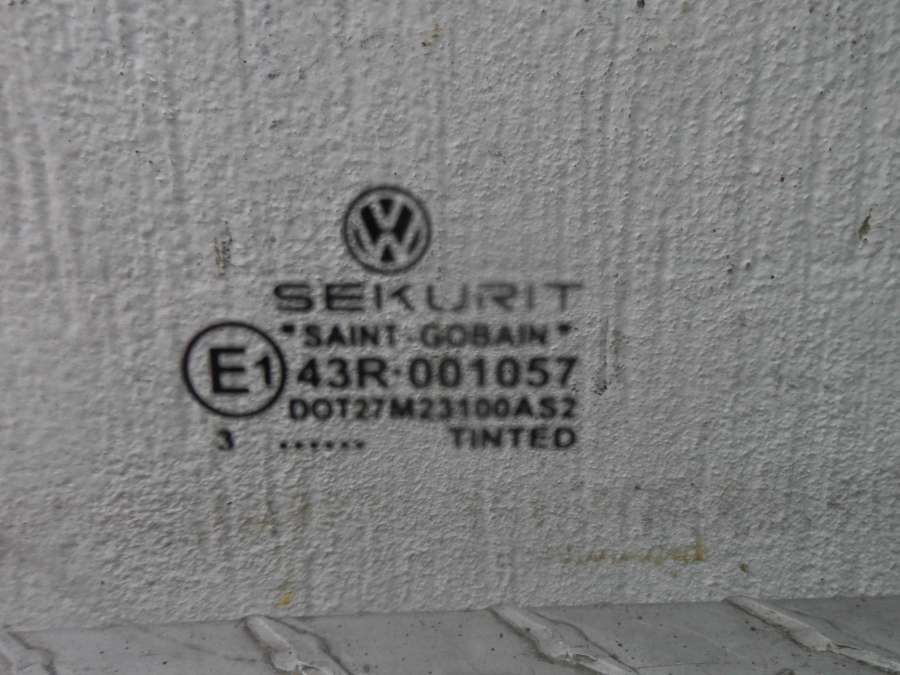 SEKURIT
"SAINT-GOBAIN"
E1 43R-001057
DOT27M23100AS2
3 ...... TINTED